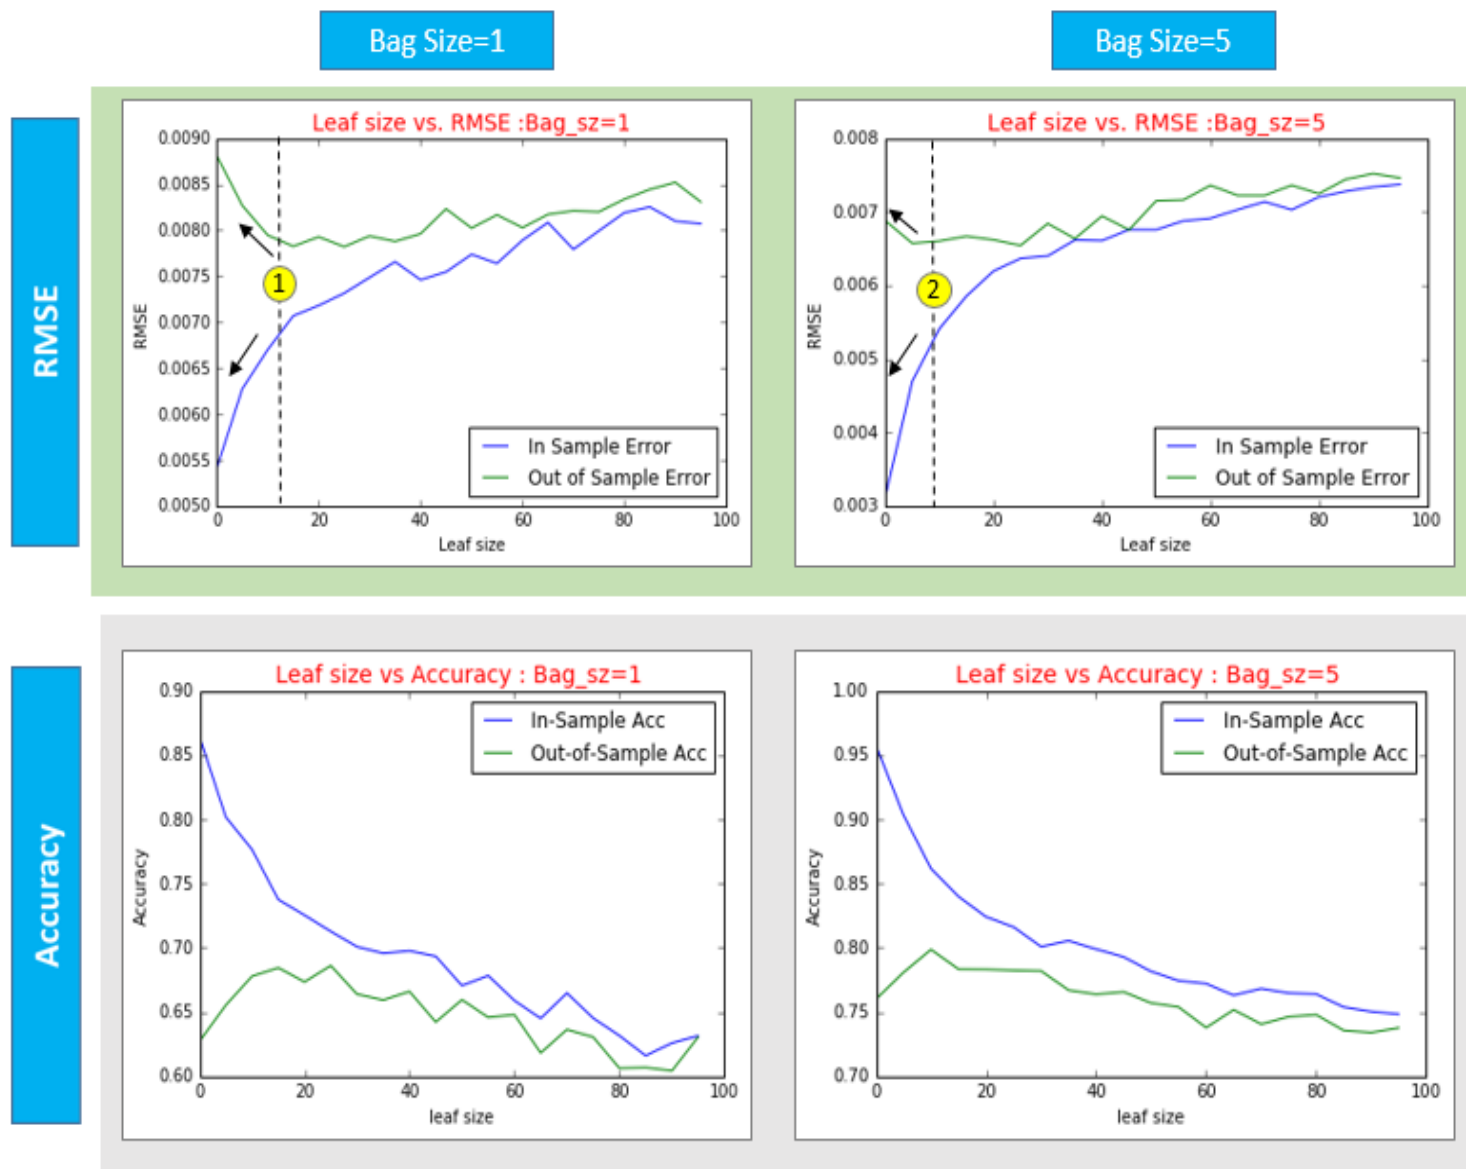 Bag Size=1
Bag Size=5
RMSE
Leaf size vs. RMSE :Bag_sz=1
0.0090
0.0085
0.0080
0.0075
0.0070
0.0065
0.0060
0.0055
0.0050
RMSE
1
In Sample Error
Out of Sample Error
0 20 40 60 80 100
Leaf size
Leaf size vs. RMSE :Bag_sz=5
0.008
0.007
0.006
0.005
0.004
0.003
RMSE
2
In Sample Error
Out of Sample Error
0 20 40 60 80 100
Leaf size
Accuracy
Leaf size vs Accuracy : Bag_sz=1
0.90
0.85
0.80
0.75
0.70
0.65
0.60
Accuracy
In-Sample Acc
Out-of-Sample Acc
0 20 40 60 80 100
leaf size
Leaf size vs Accuracy : Bag_sz=5
1.00
0.95
0.90
0.85
0.80
0.75
0.70
Accuracy
In-Sample Acc
Out-of-Sample Acc
0 20 40 60 80 100
leaf size